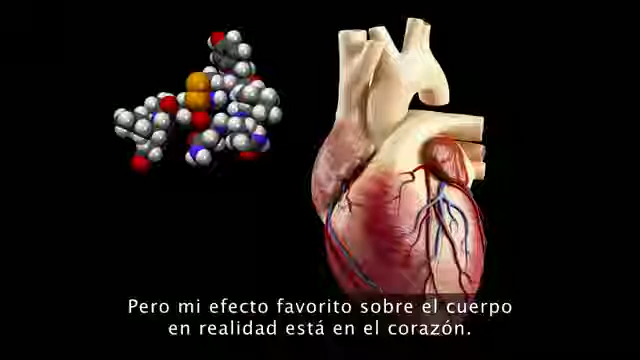 Pero mi efecto favorito sobre el cuerpo
en realidad está en el corazón.